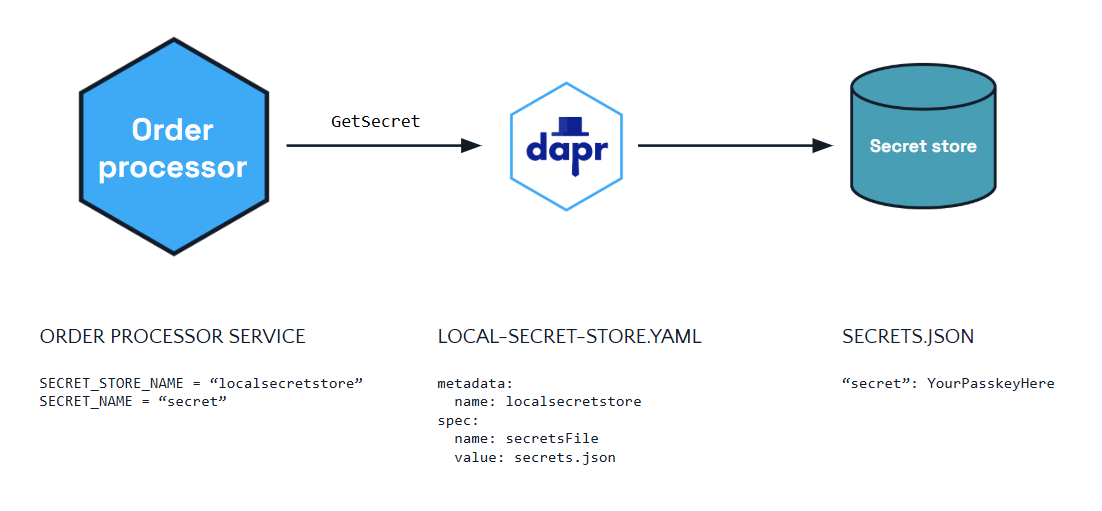 Order
processor
GetSecret
dapr
Secret store
ORDER PROCESSOR SERVICE
SECRET_STORE_NAME = “localsecretstore”
SECRET_NAME = “secret”
LOCAL-SECRET-STORE.YAML
metadata:
  name: localsecretstore
spec:
  name: secretsFile
  value: secrets.json
SECRETS.JSON
“secret”: YourPasskeyHere